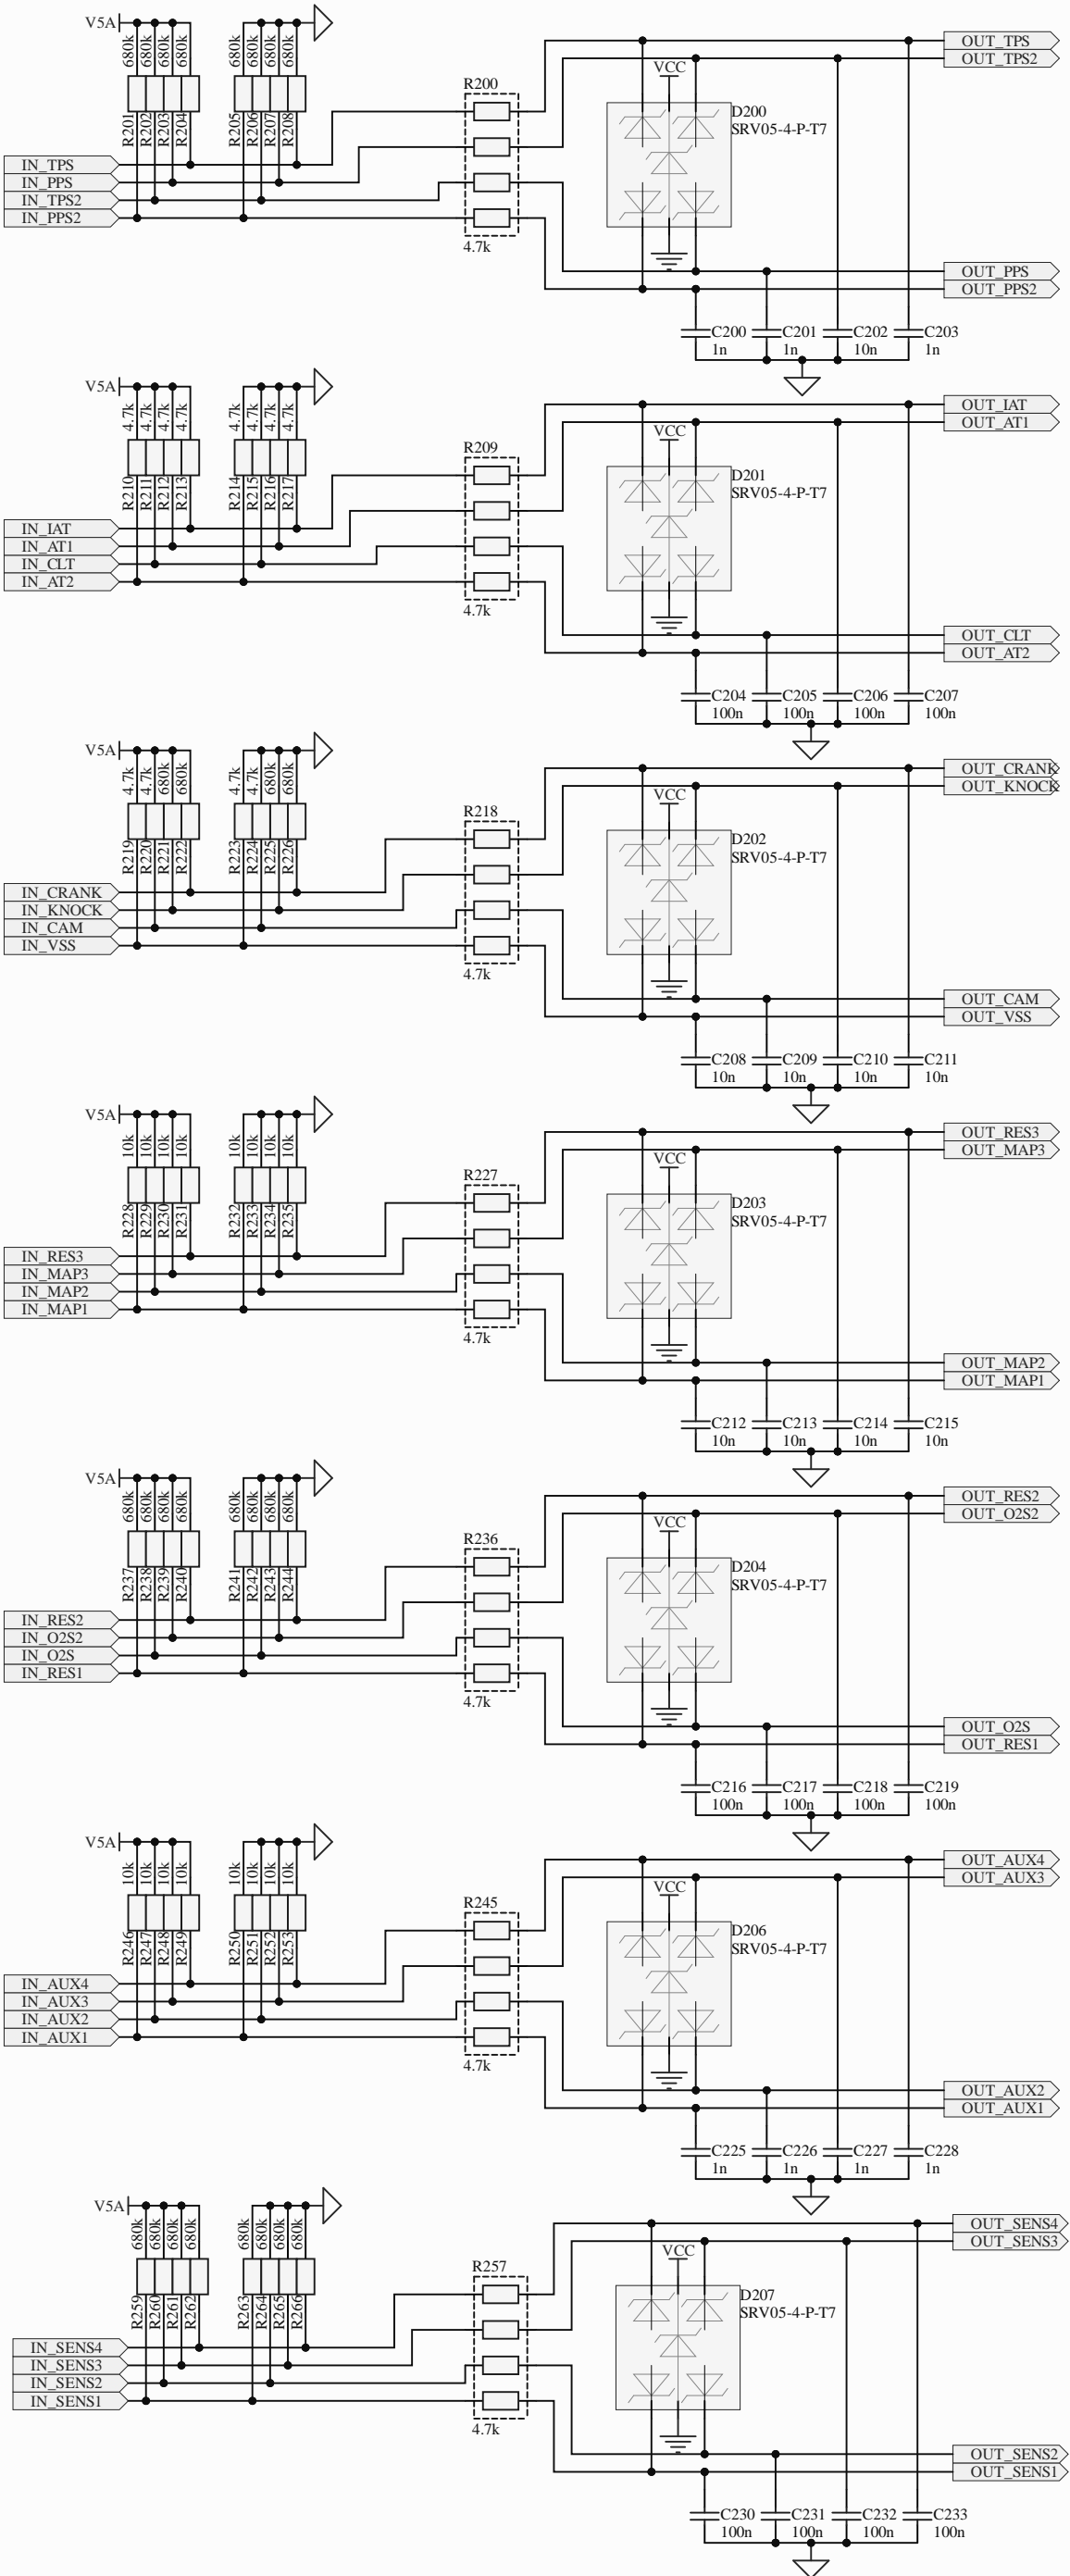 V5A
680k
680k
680k
680k
680k
680k
680k
680k
R201
R202
R203
R204
R205
R206
R207
R208
IN_TPS
IN_PPS
IN_TPS2
IN_PPS2
R200
4.7k
VCC
D200
SRV05-4-P-T7
OUT_TPS
OUT_TPS2
OUT_PPS
OUT_PPS2
C200
1n
C201
1n
C202
10n
C203
1n
V5A
4.7k
4.7k
4.7k
4.7k
4.7k
4.7k
4.7k
4.7k
R210
R211
R212
R213
R214
R215
R216
R217
IN_IAT
IN_AT1
IN_CLT
IN_AT2
R209
4.7k
VCC
D201
SRV05-4-P-T7
OUT_IAT
OUT_AT1
OUT_CLT
OUT_AT2
C204
100n
C205
100n
C206
100n
C207
100n
V5A
4.7k
4.7k
680k
680k
4.7k
4.7k
680k
680k
R219
R220
R221
R222
R223
R224
R225
R226
IN_CRANK
IN_KNOCK
IN_CAM
IN_VSS
R218
4.7k
VCC
D202
SRV05-4-P-T7
OUT_CRANK
OUT_KNOCK
OUT_CAM
OUT_VSS
C208
10n
C209
10n
C210
10n
C211
10n
V5A
10k
10k
10k
10k
10k
10k
10k
10k
R228
R229
R230
R231
R232
R233
R234
R235
IN_RES3
IN_MAP3
IN_MAP2
IN_MAP1
R227
4.7k
VCC
D203
SRV05-4-P-T7
OUT_RES3
OUT_MAP3
OUT_MAP2
OUT_MAP1
C212
10n
C213
10n
C214
10n
C215
10n
V5A
680k
680k
680k
680k
680k
680k
680k
680k
R237
R238
R239
R240
R241
R242
R243
R244
IN_RES2
IN_O2S2
IN_O2S
IN_RES1
R236
4.7k
VCC
D204
SRV05-4-P-T7
OUT_RES2
OUT_O2S2
OUT_O2S
OUT_RES1
C216
100n
C217
100n
C218
100n
C219
100n
V5A
10k
10k
10k
10k
10k
10k
10k
10k
R246
R247
R248
R249
R250
R251
R252
R253
IN_AUX4
IN_AUX3
IN_AUX2
IN_AUX1
R245
4.7k
VCC
D206
SRV05-4-P-T7
OUT_AUX4
OUT_AUX3
OUT_AUX2
OUT_AUX1
C225
1n
C226
1n
C227
1n
C228
1n
V5A
680k
680k
680k
680k
680k
680k
680k
680k
R259
R260
R261
R262
R263
R264
R265
R266
IN_SENS4
IN_SENS3
IN_SENS2
IN_SENS1
R257
4.7k
VCC
D207
SRV05-4-P-T7
OUT_SENS4
OUT_SENS3
OUT_SENS2
OUT_SENS1
C230
100n
C231
100n
C232
100n
C233
100n